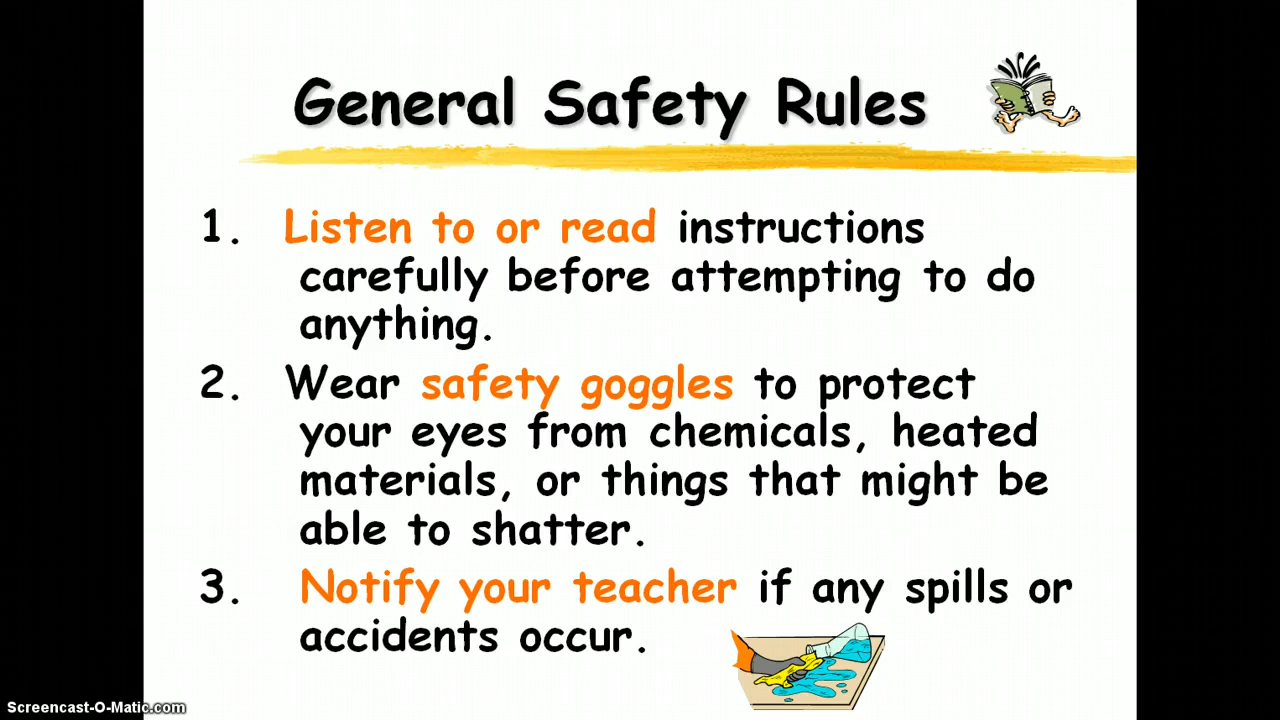 General Safety Rules
1. Listen to or read instructions
carefully before attempting to do
anything.
2. Wear safety goggles to protect
your eyes from chemicals, heated
materials, or things that might be
able to shatter.
3. Notify your teacher if any spills or
accidents occur.
Screencast-O-Matic.com